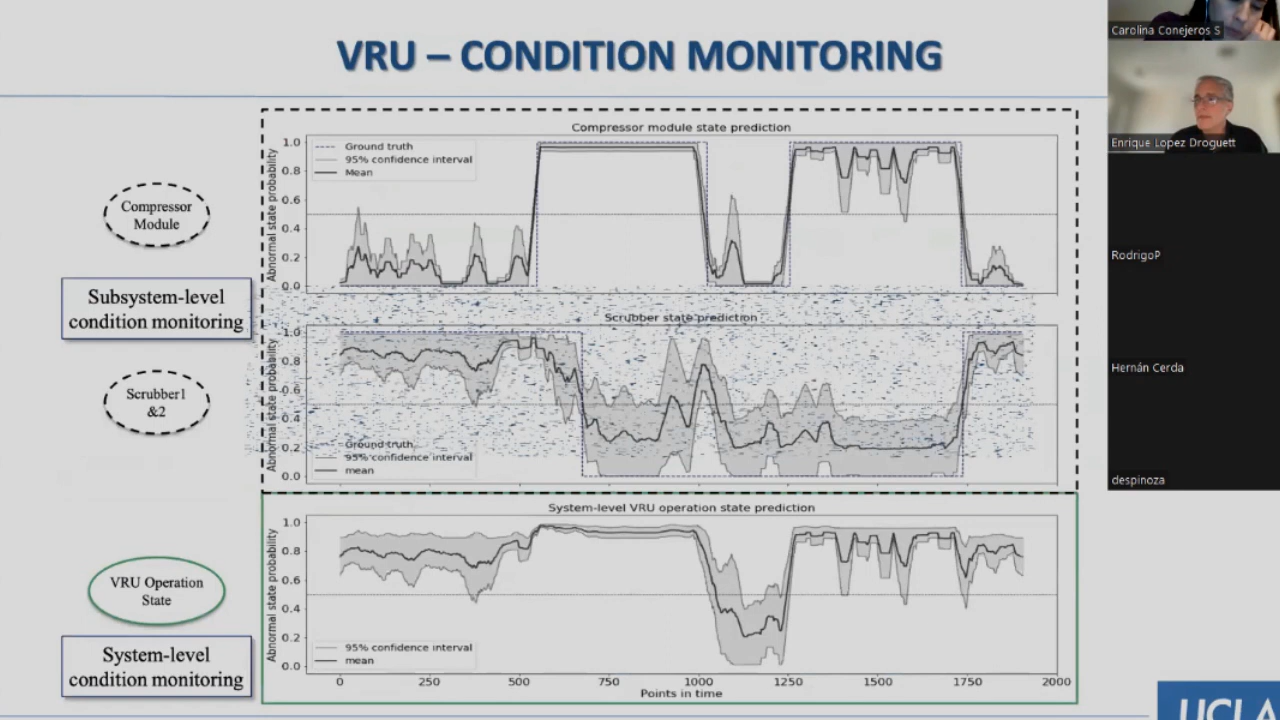 VRU – CONDITION MONITORING
Carolina Conejeros S
Enrique Lopez Droguett
RodrigoP
Hernán Cerda
despinoza
Compressor
Module
Subsystem-level
condition monitoring
Scrubber1
&2
VRU Operation
State
System-level
condition monitoring
Compressor module state prediction
Abnormal state probability
1.0
0.8
0.6
0.4
0.2
0.0
Ground truth
95% confidence interval
Mean
Scrubber state prediction
Abnormal state probability
1.0
0.8
0.6
0.4
0.2
0.0
Ground truth
95% confidence interval
mean
System-level VRU operation state prediction
Abnormal state probability
1.0
0.8
0.6
0.4
0.2
0.0
95% confidence interval
mean
0 250 500 750 1000 1250 1500 1750 2000
Points in time
UCLA